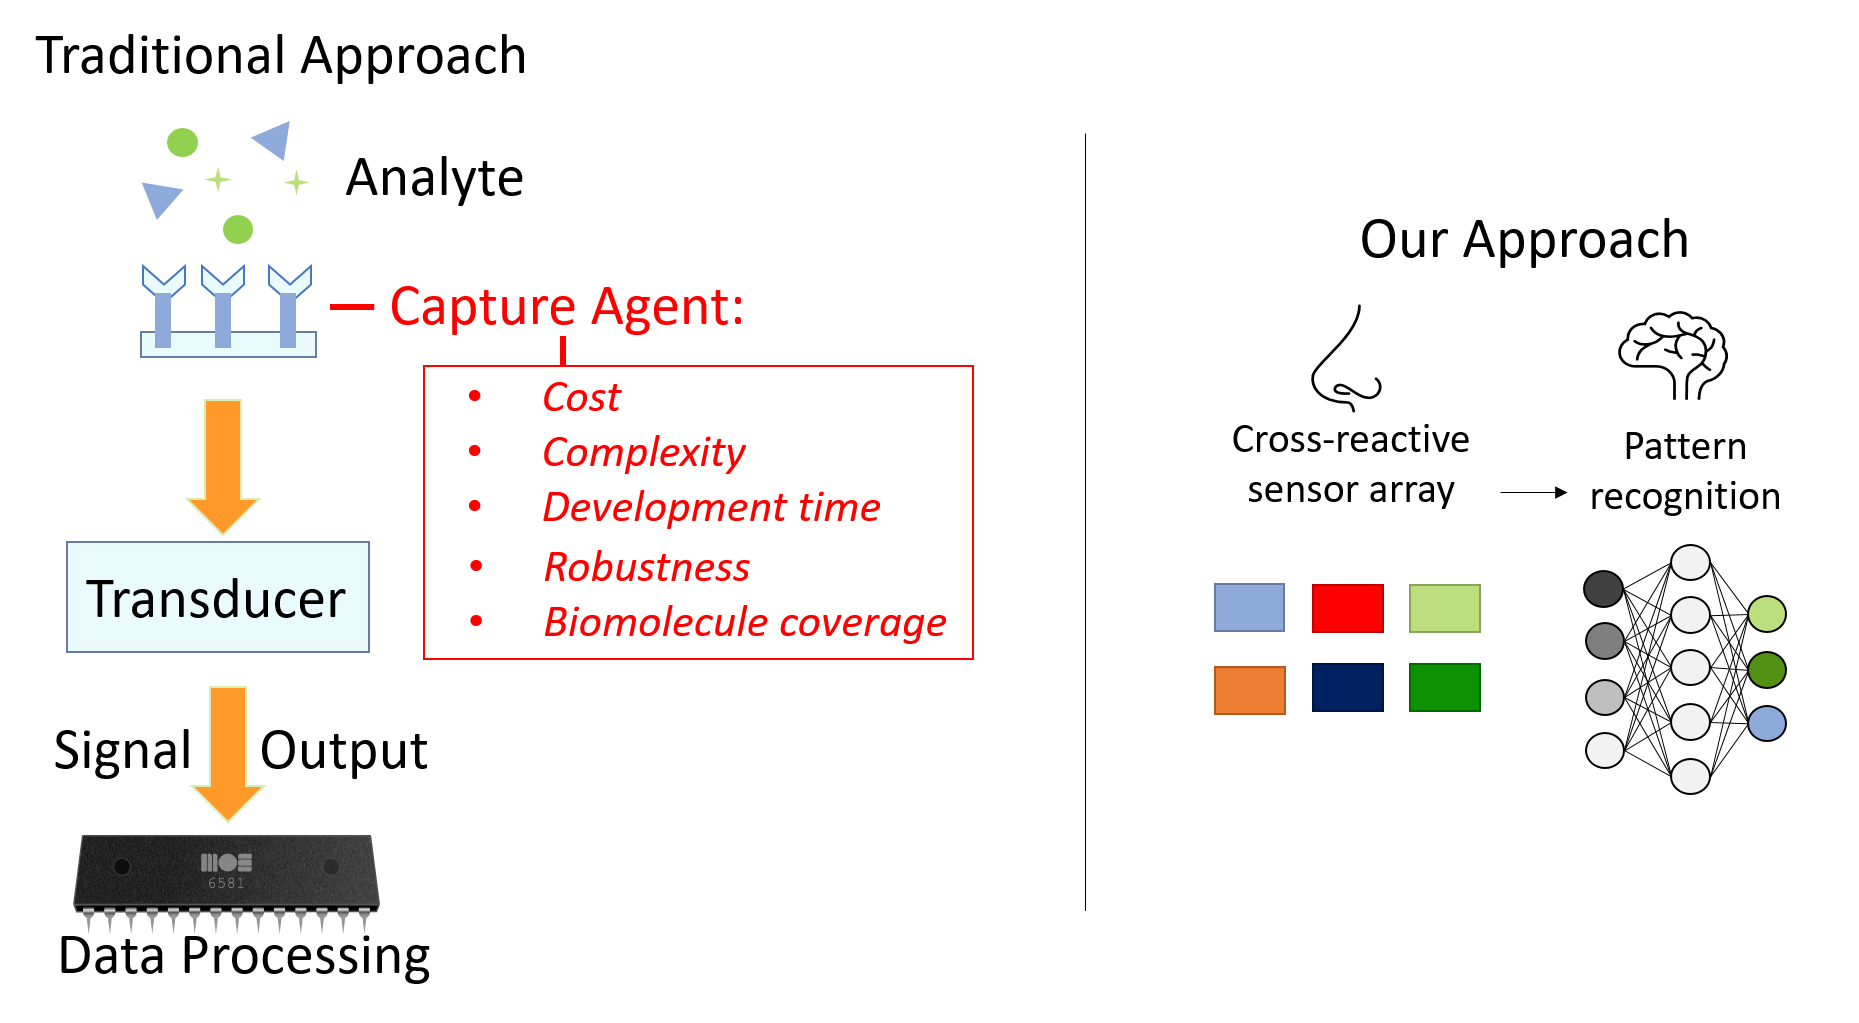 Traditional Approach
Analyte
Capture Agent:
• Cost
• Complexity
• Development time
• Robustness
• Biomolecule coverage
Transducer
Signal Output
MOS
6581
Data Processing
Our Approach
Cross-reactive
sensor array
Pattern
recognition